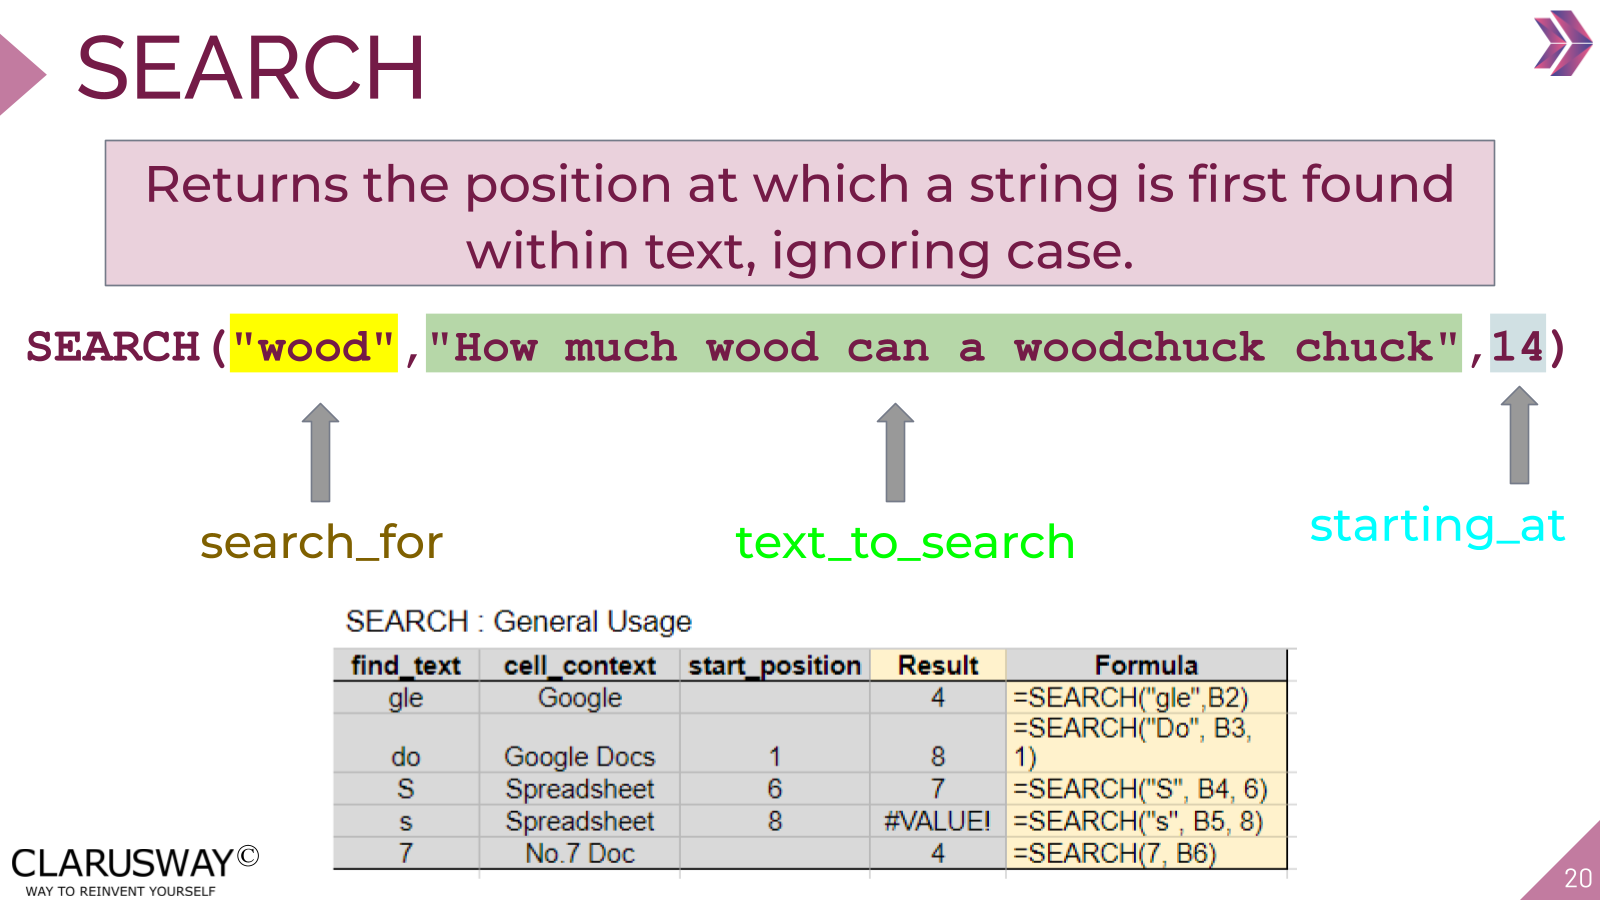 SEARCH
Returns the position at which a string is first found
within text, ignoring case.
SEARCH("wood","How much wood can a woodchuck chuck",14)
search_for
text_to_search
starting_at
SEARCH : General Usage
find_text cell_context start_position Result Formula
gle Google 4 =SEARCH("gle",B2)
do Google Docs 1 8 =SEARCH("Do", B3,
1)
S Spreadsheet 6 7 =SEARCH("S", B4, 6)
s Spreadsheet 8 #VALUE! =SEARCH("s", B5, 8)
7 No.7 Doc 4 =SEARCH(7, B6)
CLARUSWAY©
WAY TO REINVENT YOURSELF
20